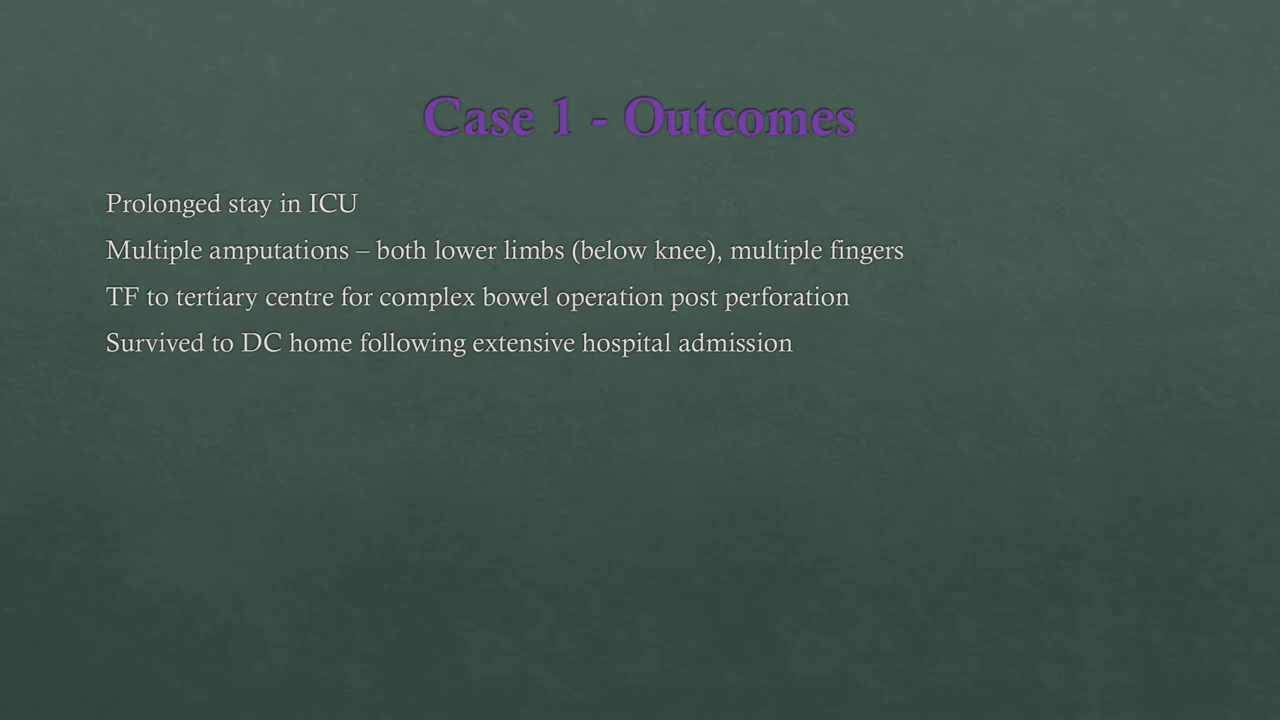 Case 1 - Outcomes
Prolonged stay in ICU
Multiple amputations – both lower limbs (below knee), multiple fingers
TF to tertiary centre for complex bowel operation post perforation
Survived to DC home following extensive hospital admission